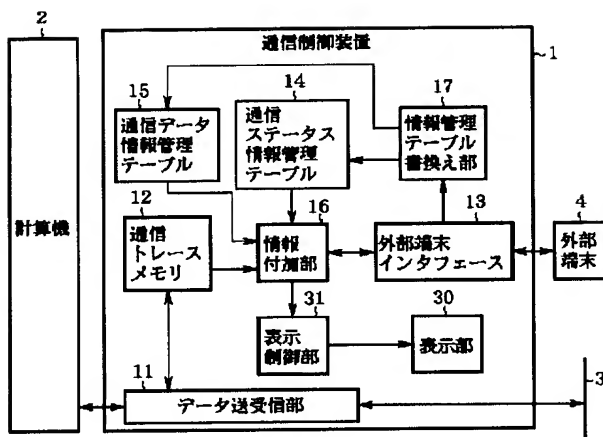 2
通信制御装置
1
15
14
17
通信データ
情報管理
テーブル
通信
ステータス
情報管理
テーブル
情報管理
テーブル
書換え部
12
16
13
4
計算機
通信
トレース
メモリ
情報
付加部
外部端末
インタフェース
外部
端末
31
30
表示
制御部
表示部
11
データ送受信部
3